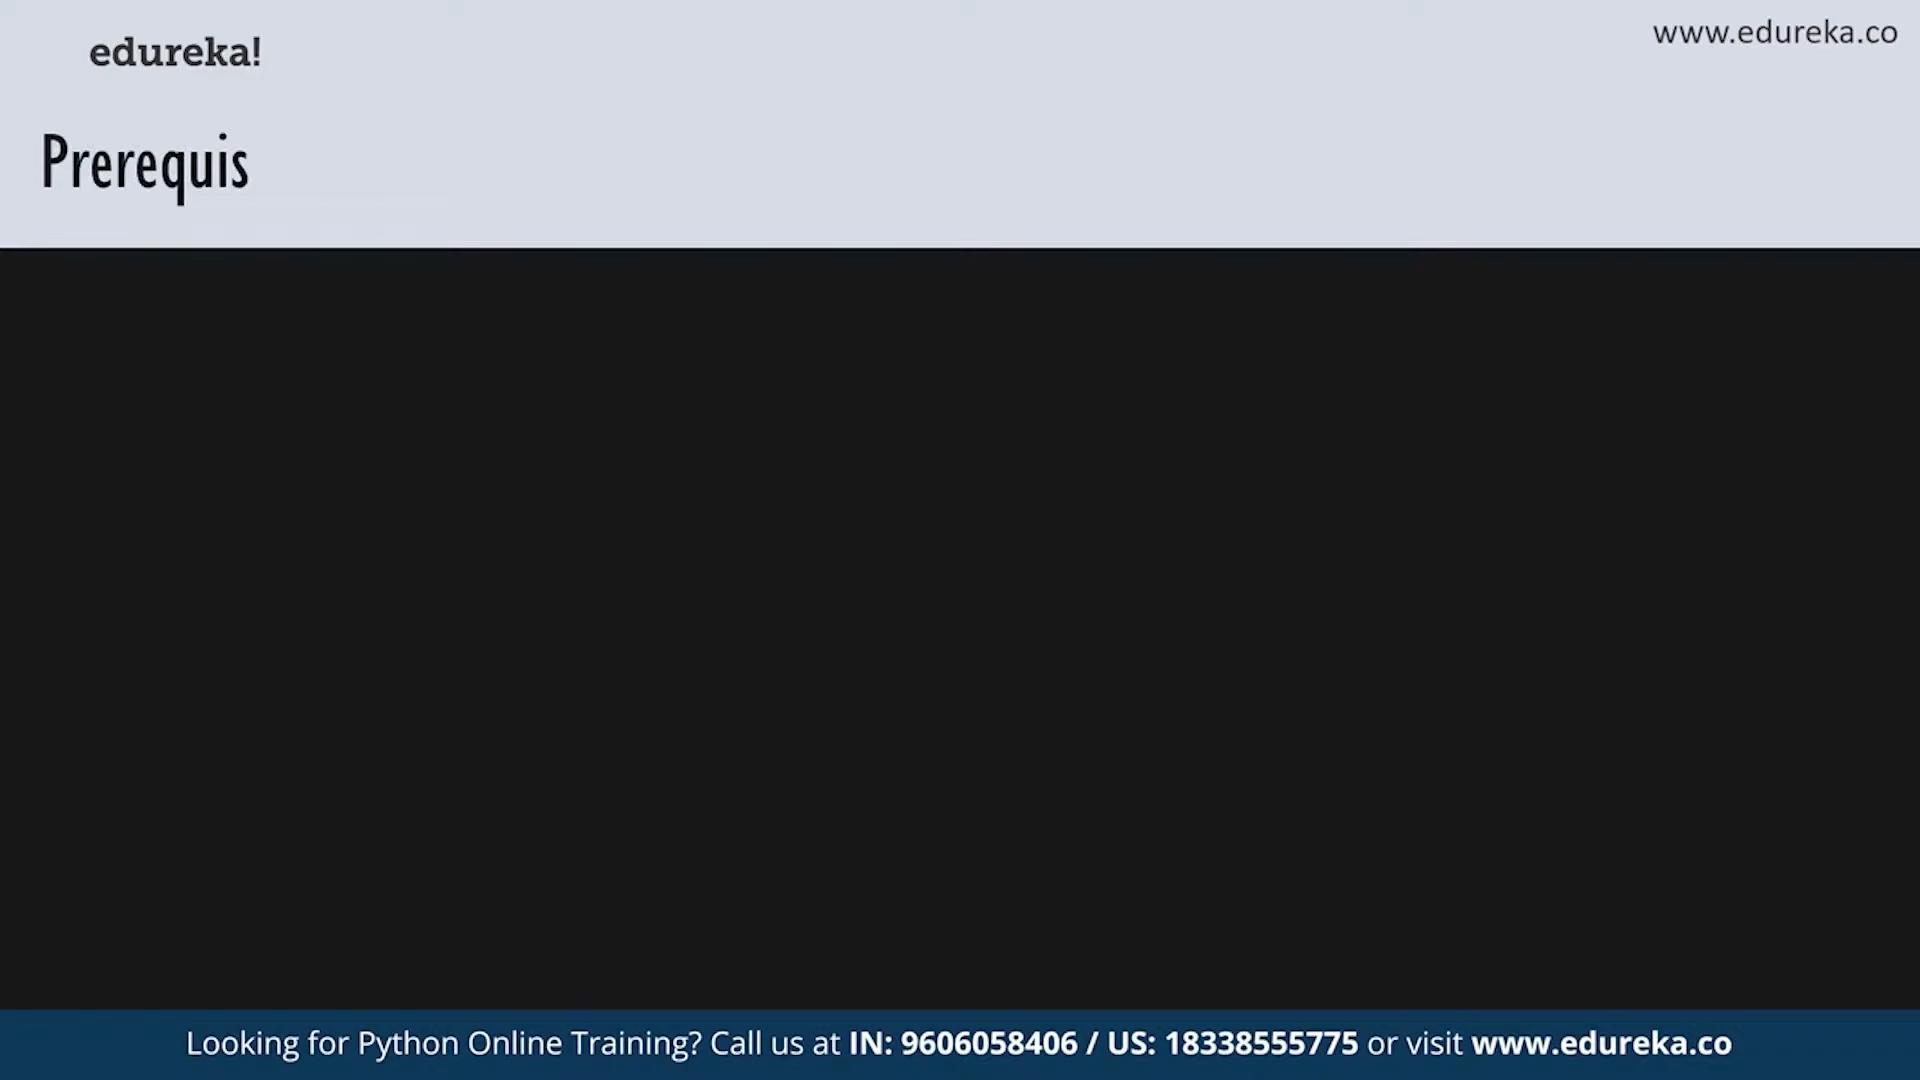 edureka!
www.edureka.co
Prerequis
Looking for Python Online Training? Call us at IN: 9606058406 / US: 18338555775 or visit www.edureka.co